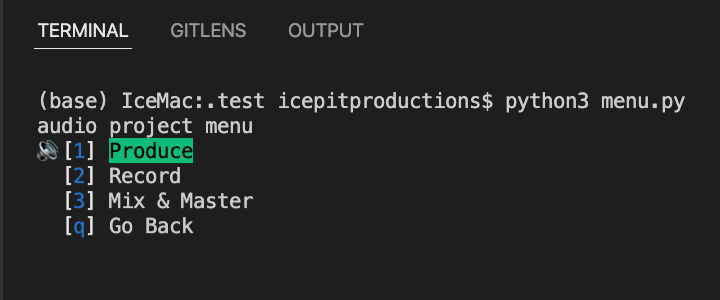 TERMINAL GITLENS OUTPUT
(base) IceMac:.test icepitproductions$ python3 menu.py
audio project menu
🔊 [1] Produce
[2] Record
[3] Mix & Master
[q] Go Back